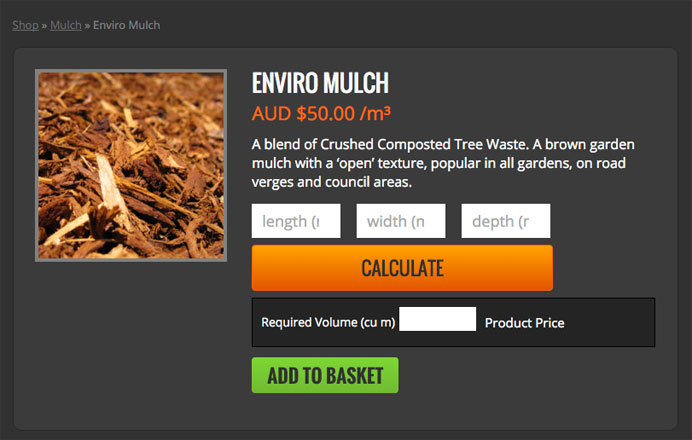 Shop » Mulch » Enviro Mulch
ENVIRO MULCH
AUD $50.00 /m³
A blend of Crushed Composted Tree Waste. A brown garden
mulch with a ‘open’ texture, popular in all gardens, on road
verges and council areas.
length (r width (n depth (r
CALCULATE
Required Volume (cu m) Product Price
ADD TO BASKET